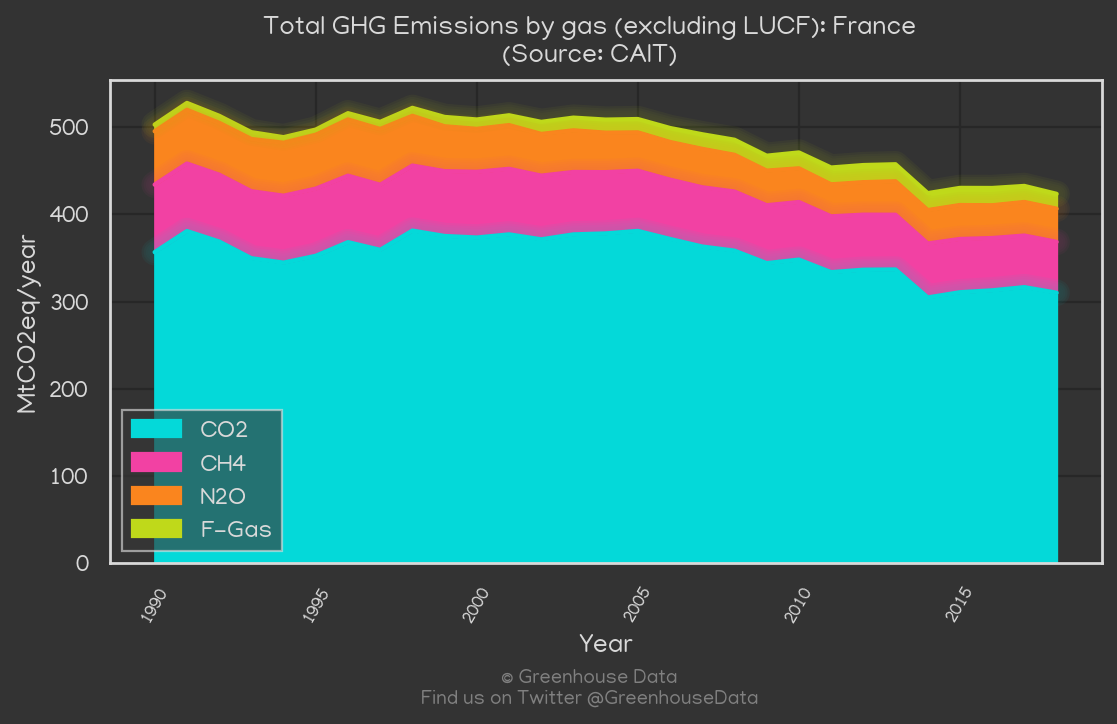 Total GHG Emissions by gas (excluding LUCF): France
(Source: CAIT)
MtCO2eq/year
500
400
300
200
100
0
CO2
CH4
N2O
F-Gas
1990
1995
2000
2005
2010
2015
Year
© Greenhouse Data
Find us on Twitter @GreenhouseData